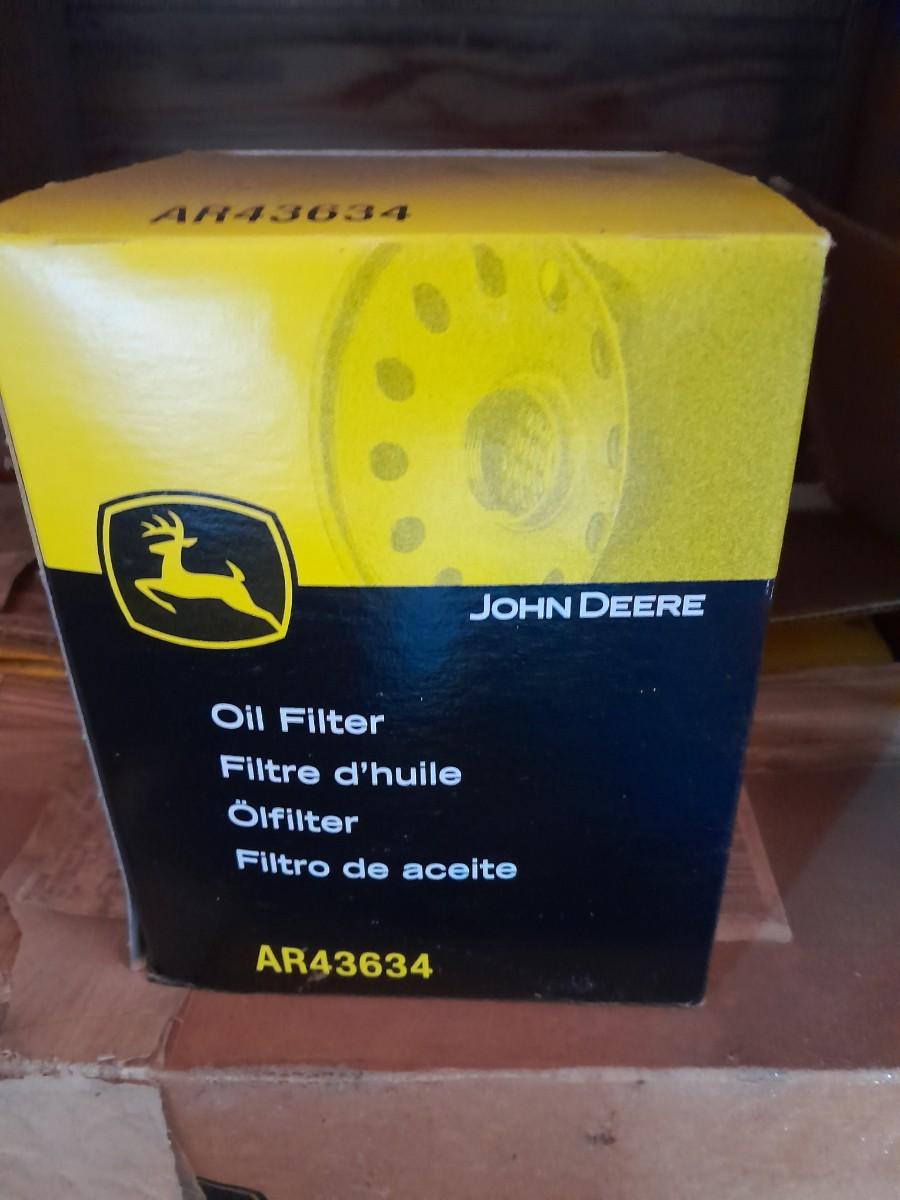 AR43634
JOHN DEERE
Oil Filter
Filtre d'huile
Ölfilter
Filtro de aceite
AR43634